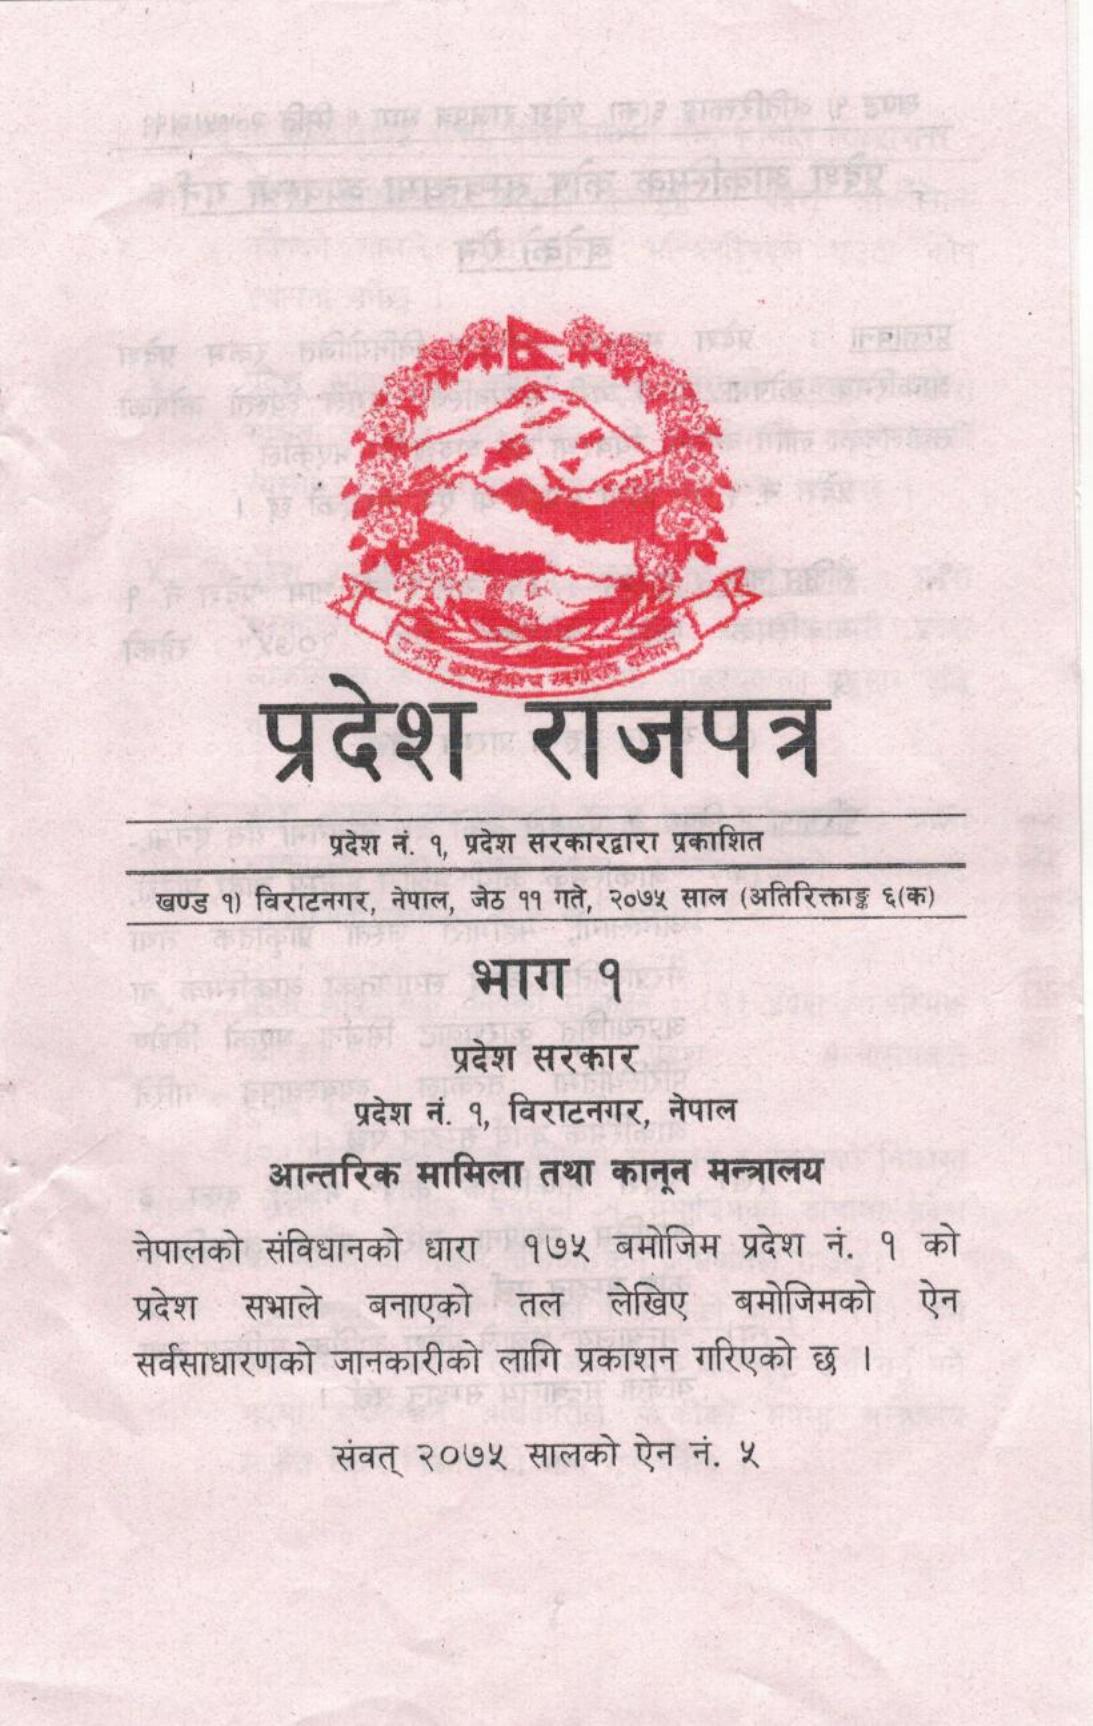 प्रदेश राजपत्र
प्रदेश नं. १, प्रदेश सरकारद्वारा प्रकाशित
खण्ड १) विराटनगर, नेपाल, जेठ ११ गते, २०७५ साल (अतिरिक्ताङ्क ६(क)
भाग १
प्रदेश सरकार
प्रदेश नं. १, विराटनगर, नेपाल
आन्तरिक मामिला तथा कानून मन्त्रालय
नेपालको संविधानको धारा १७५ बमोजिम प्रदेश नं. १ को
प्रदेश सभाले बनाएको तल लेखिए बमोजिमको ऐन
सर्वसाधारणको जानकारीको लागि प्रकाशन गरिएको छ ।
संवत् २०७५ सालको ऐन नं. ५